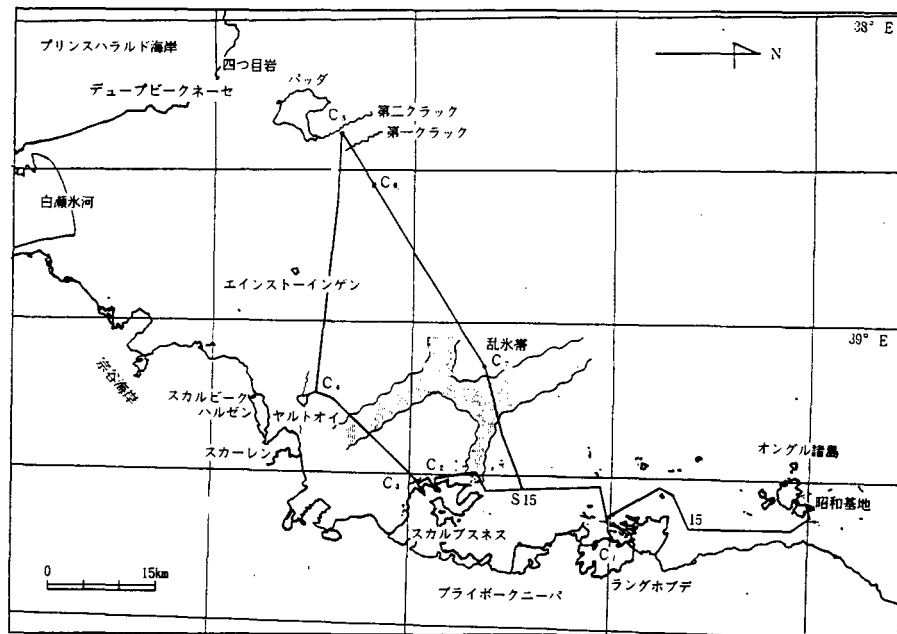 38° E
プリンスハラルド海岸
N
四つ目岩
パッダ
デュープビークネーセ
C₅
第二クラック
第一クラック
C₆
白瀬氷河
エインストーインゲン
39° E
乱氷帯
C₇
宗谷海岸
C₄
スカルビーク
ハルゼン
ヤルトオイ
スカーレン
オングル諸島
C₂
C₃
S15
15
昭和基地
スカルブスネス
C
0
15km
ブライボークニーパ
ラングホブデ